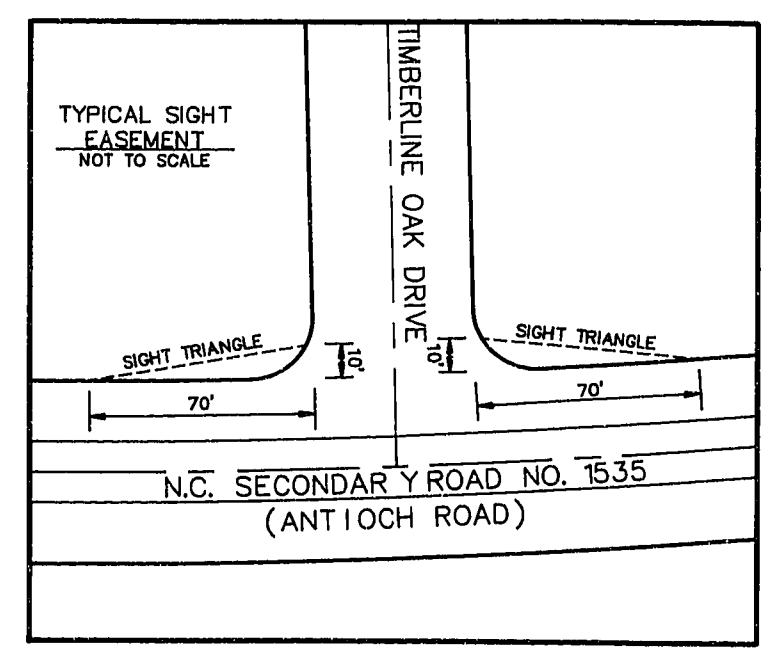 TYPICAL SIGHT
EASEMENT
NOT TO SCALE
TIMBERLINE OAK DRIVE
SIGHT TRIANGLE
10'
70'
SIGHT TRIANGLE
10'
70'
N.C. SECONDARY ROAD NO. 1535
(ANTIOCH ROAD)